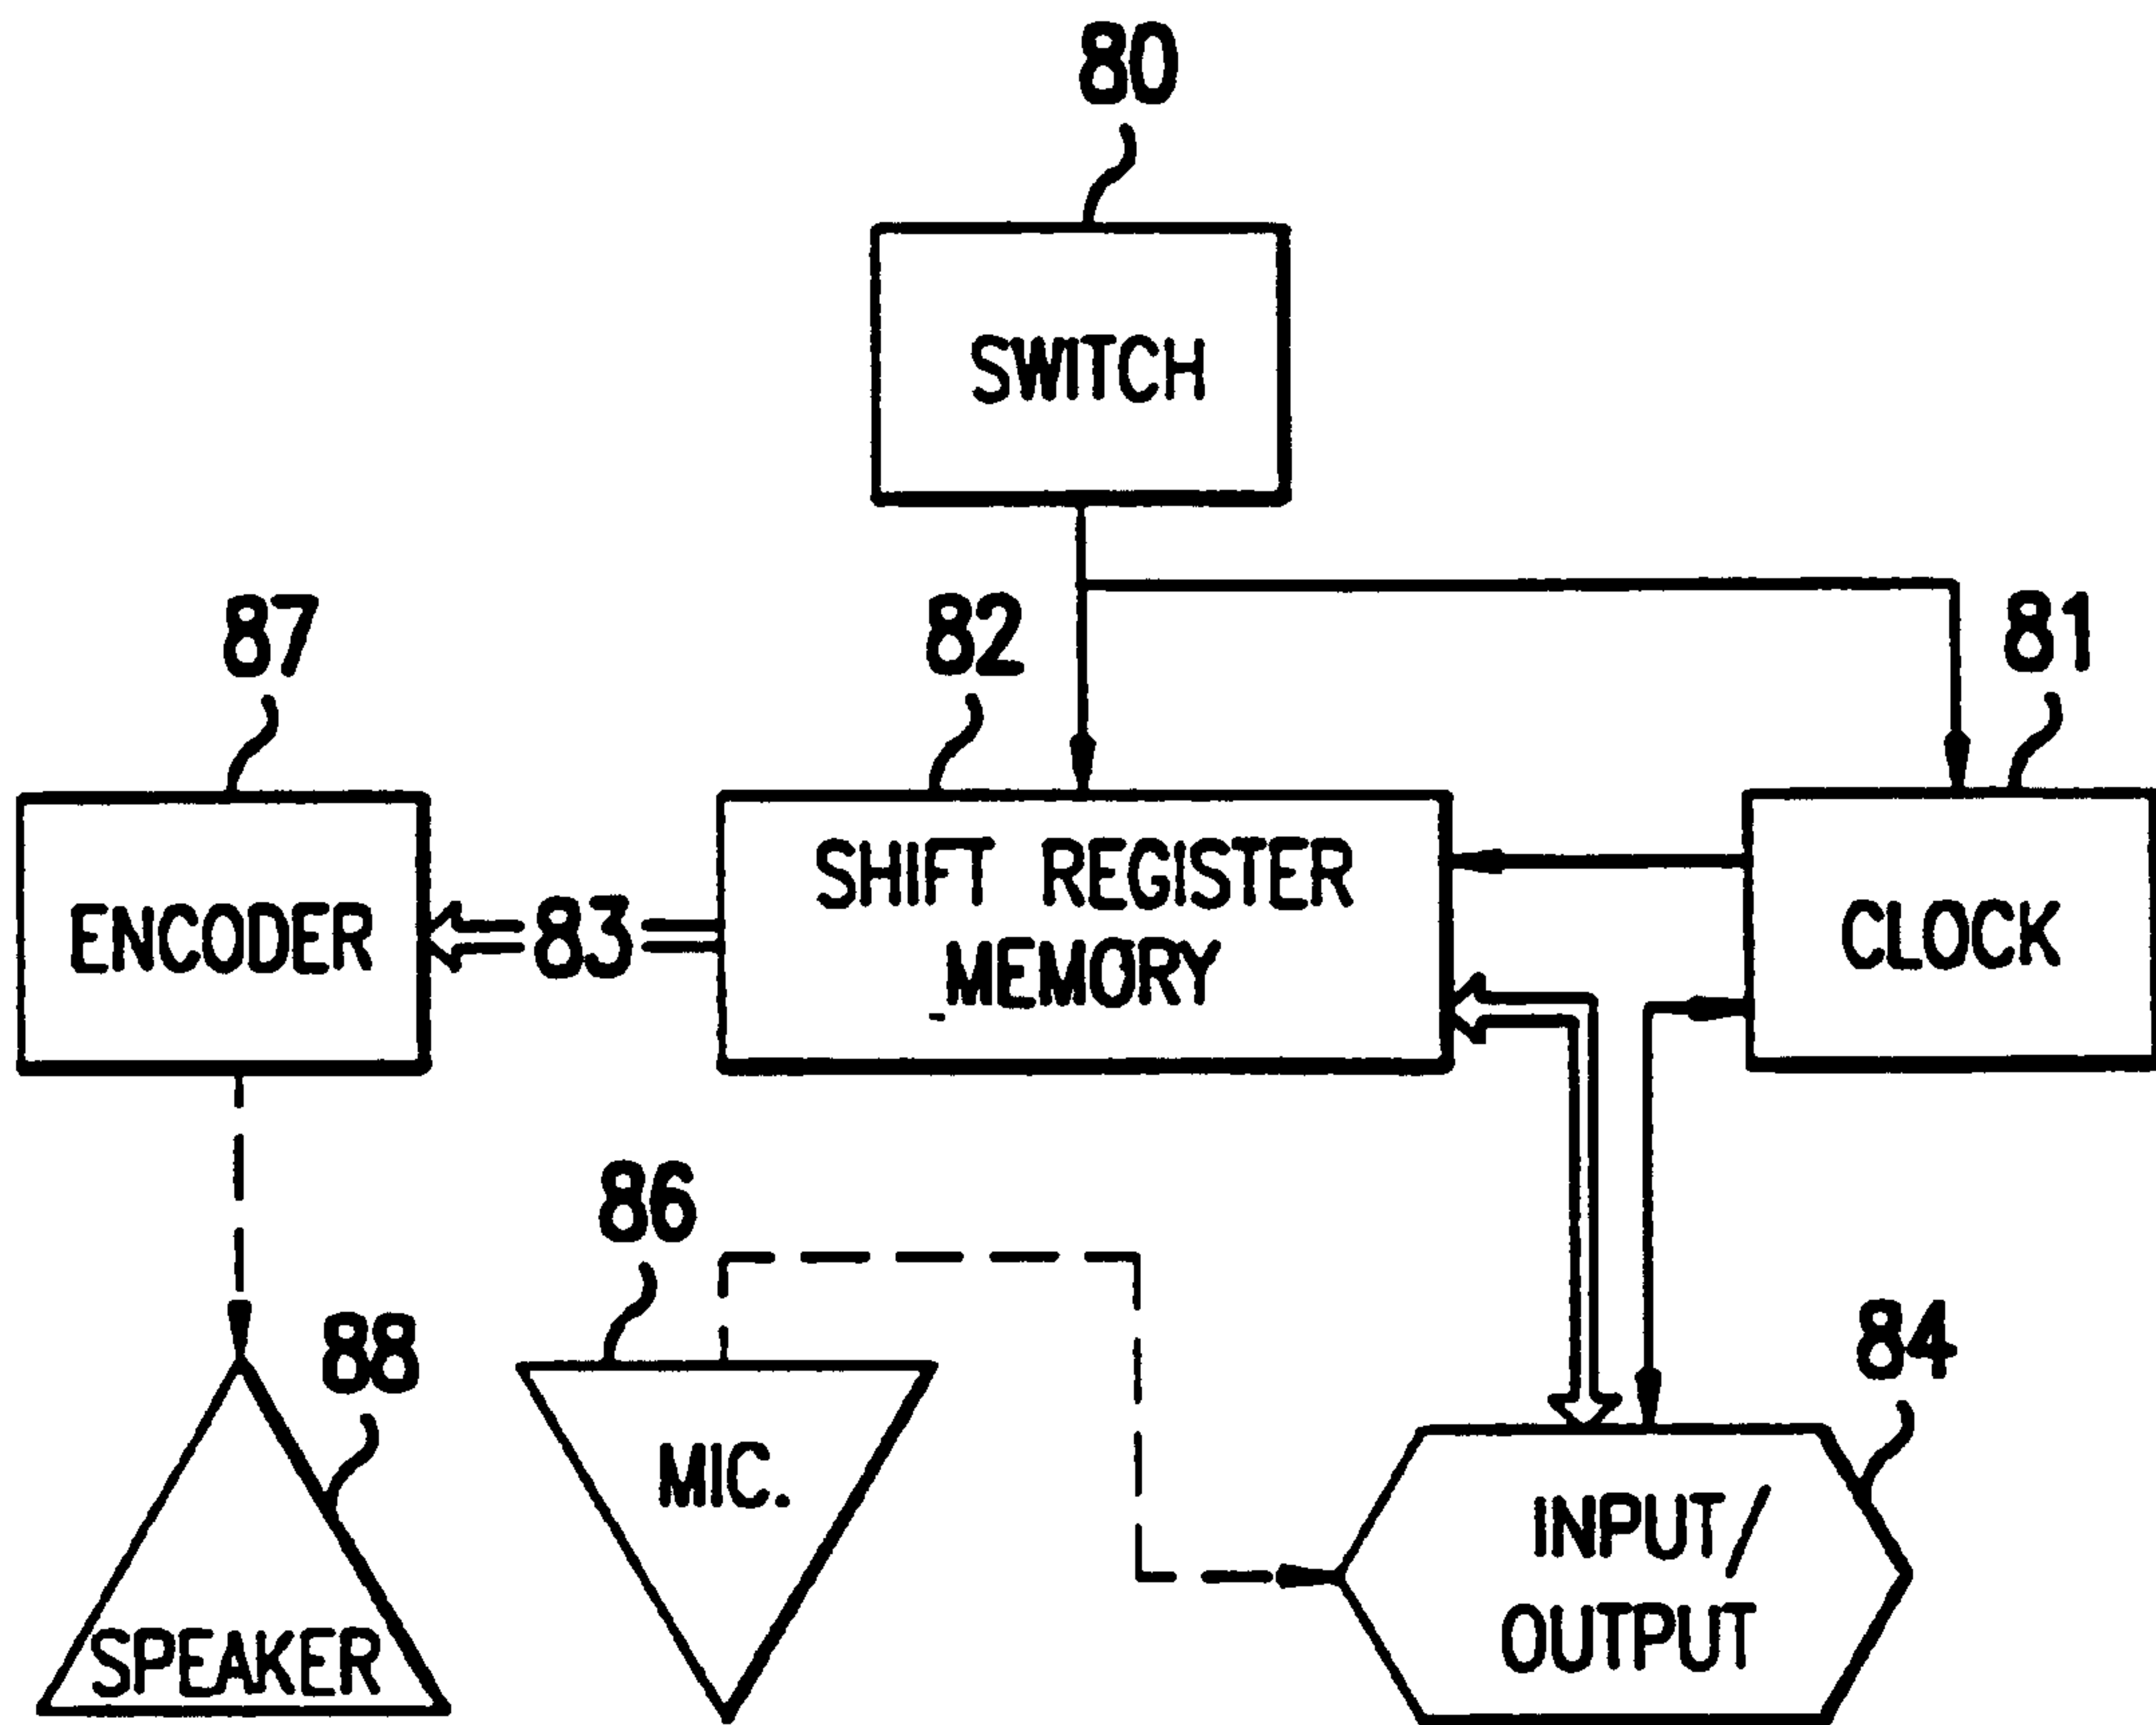 80
SWITCH
87
82
81
ENCODER
83
SHIFT REGISTER
MEMORY
CLOCK
86
88
84
MIC.
INPUT/
OUTPUT
SPEAKER